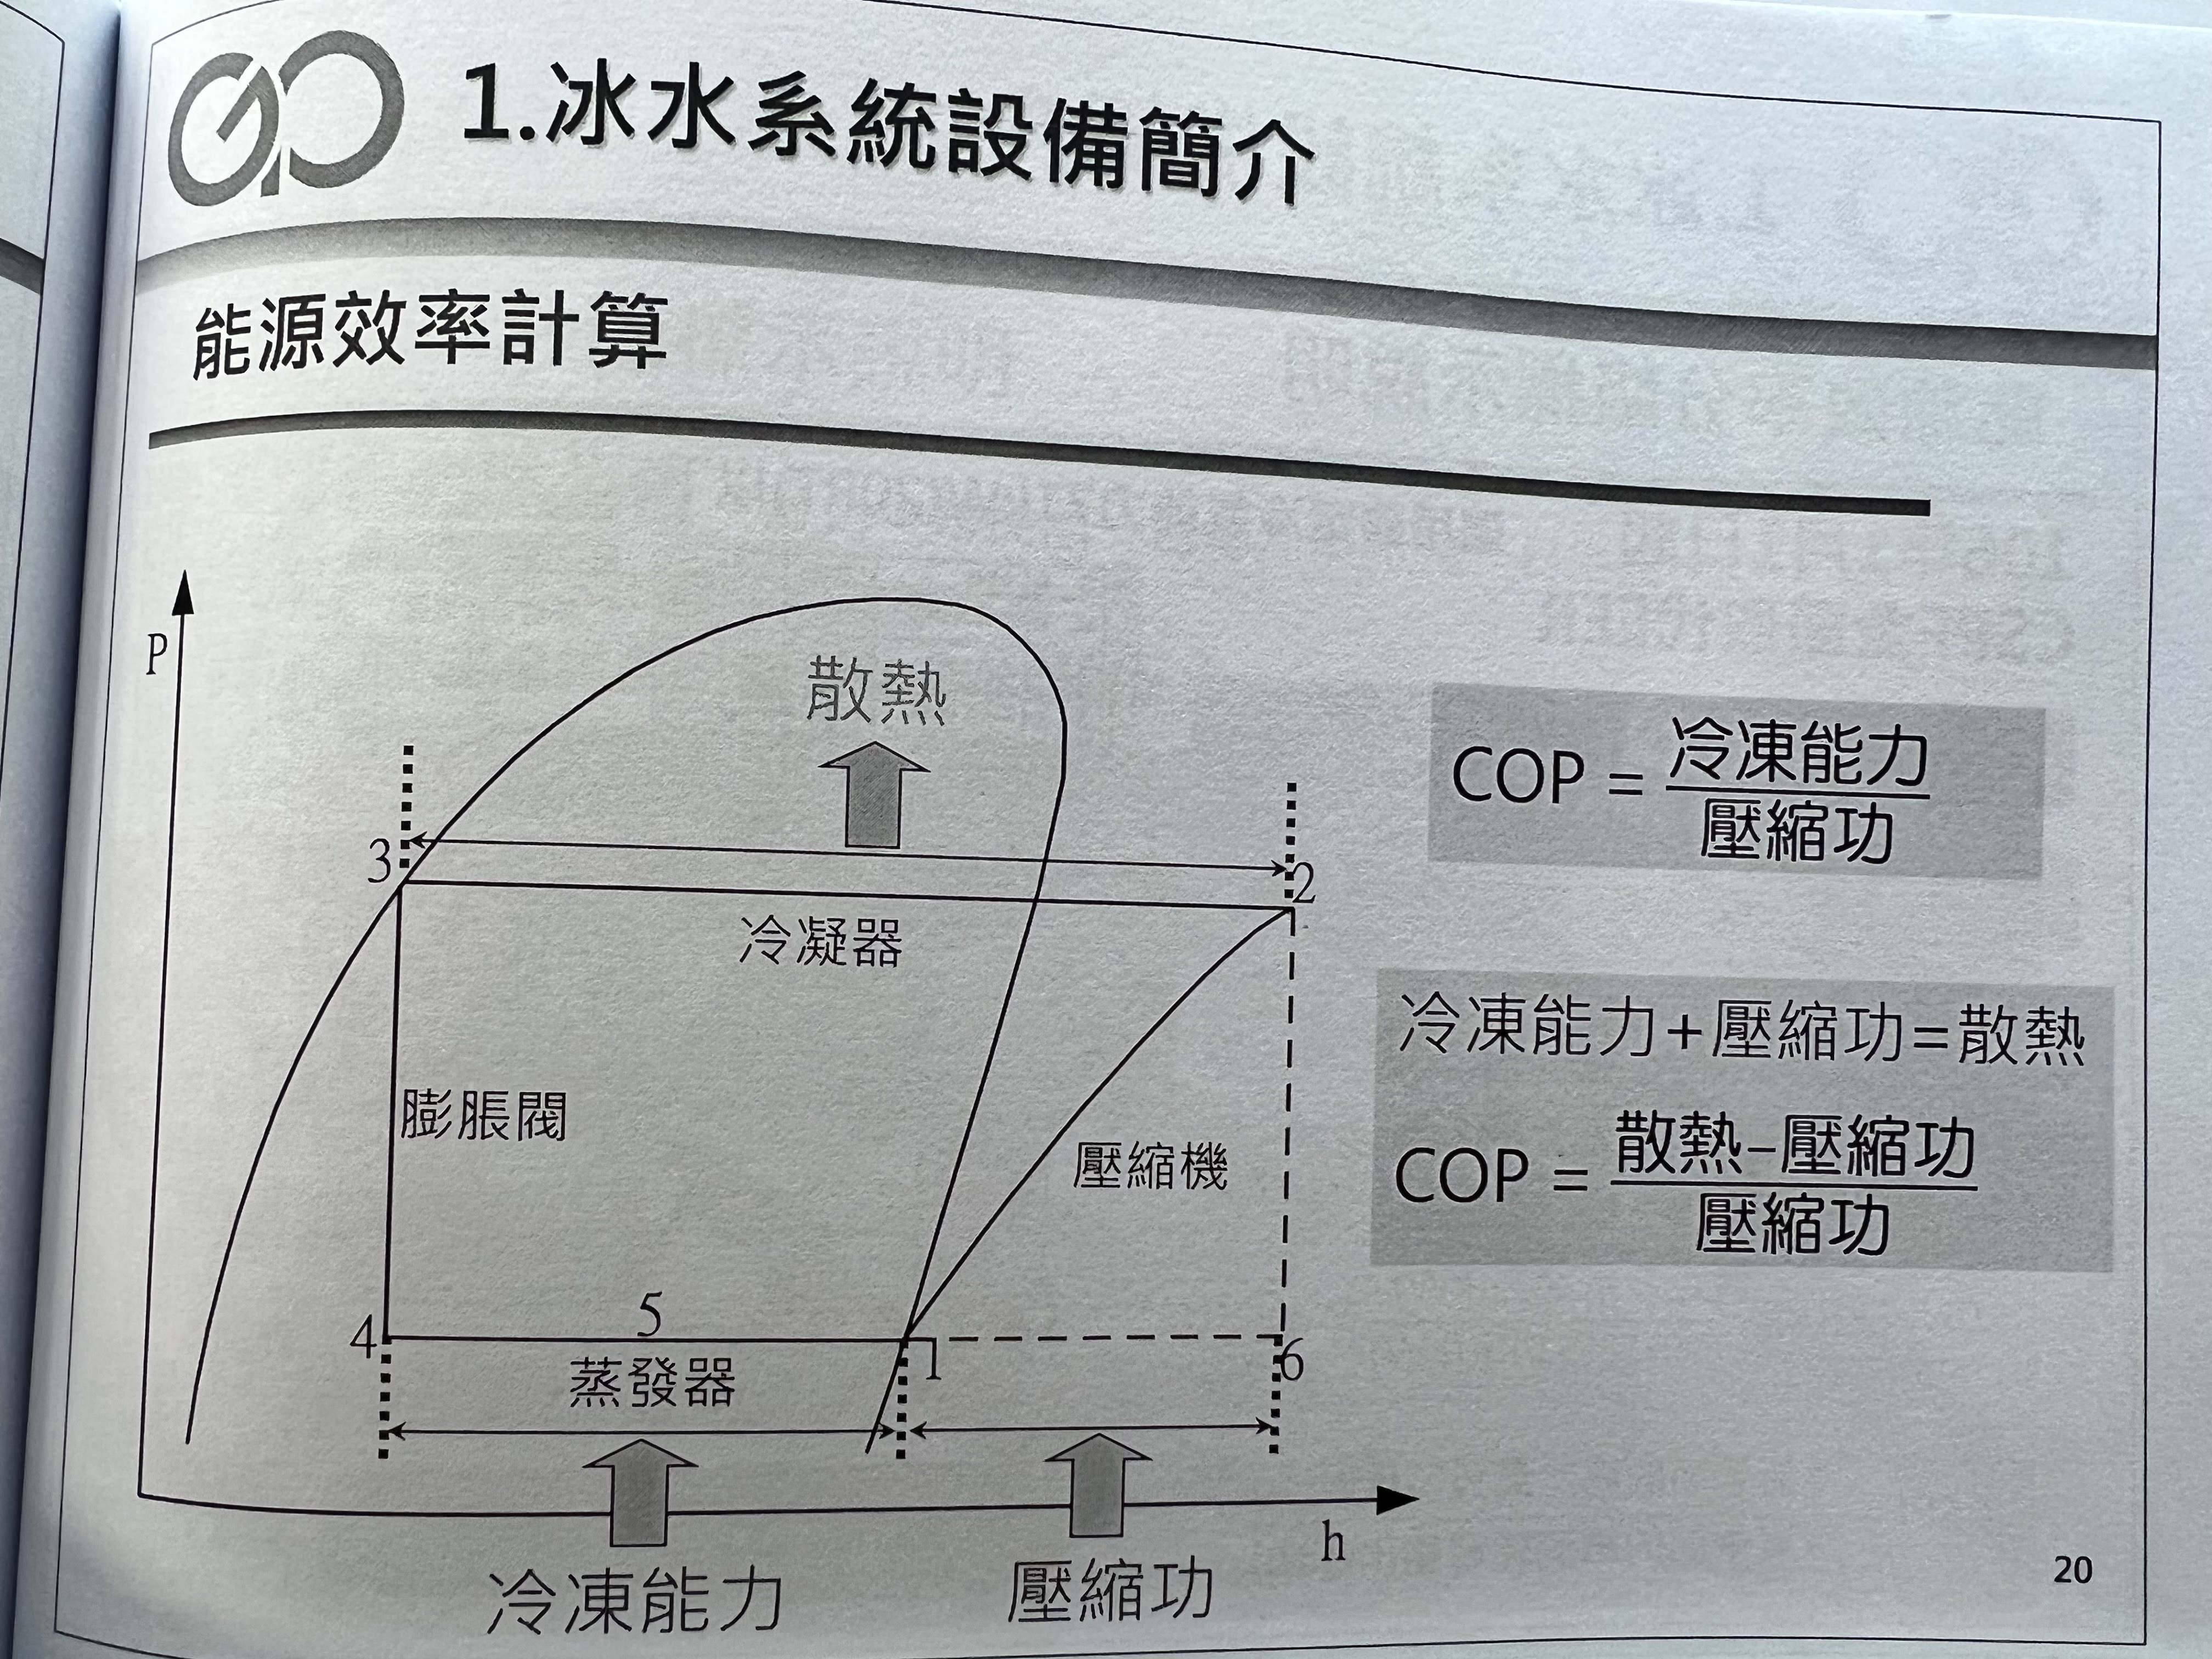 1.冰水系統設備簡介
能源效率計算
P
散熱
3
2
冷凝器
膨脹閥
壓縮機
4
5
1
6
蒸發器
h
冷凍能力
壓縮功
COP = 冷凍能力
壓縮功
冷凍能力+壓縮功=散熱
COP = 散熱-壓縮功
壓縮功
20